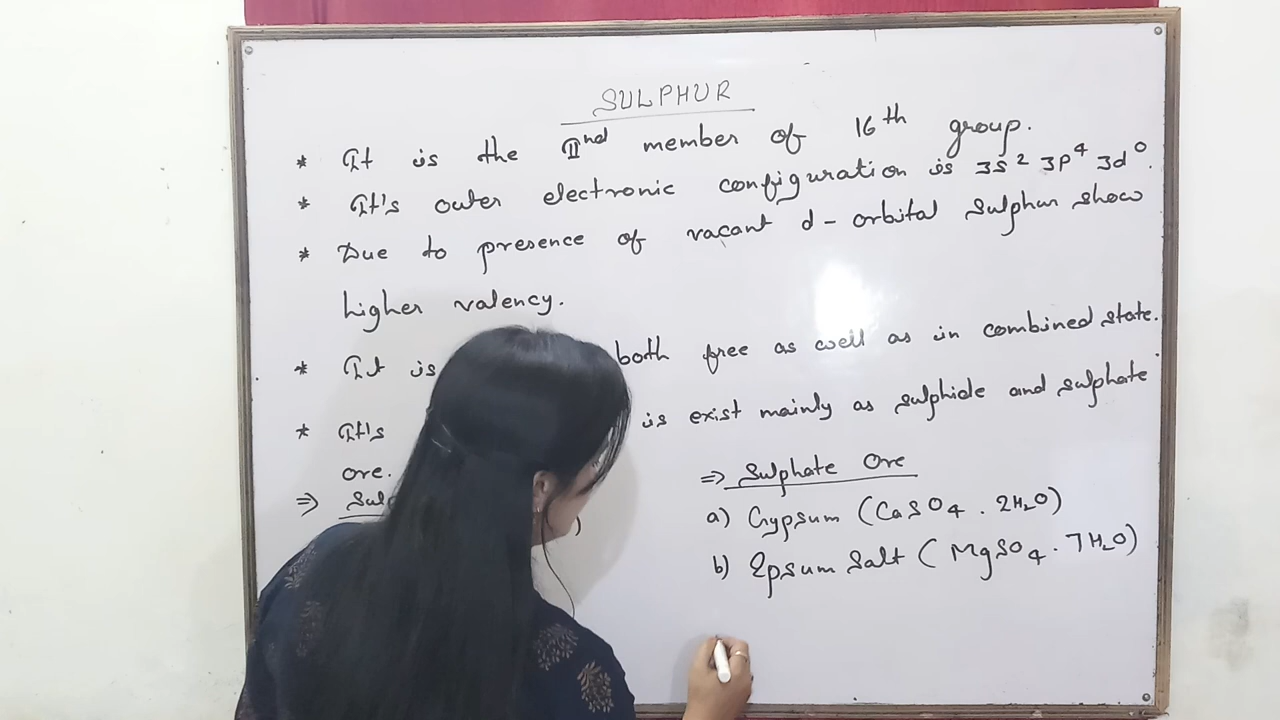 SULPHUR
* It is the IInd member of 16th group.
* It's outer electronic configuration is 3s² 3p⁴ 3d⁰.
* Due to presence of vacant d - orbital Sulphur show
higher valency.
* It is both free as well as in combined state.
* It's is exist mainly as sulphide and sulphate
ore.
⇒ Sul
)
⇒ Sulphate Ore
a) Gypsum (CaSO₄ . 2H₂O)
b) Epsum Salt ( MgSO₄ . 7H₂O)